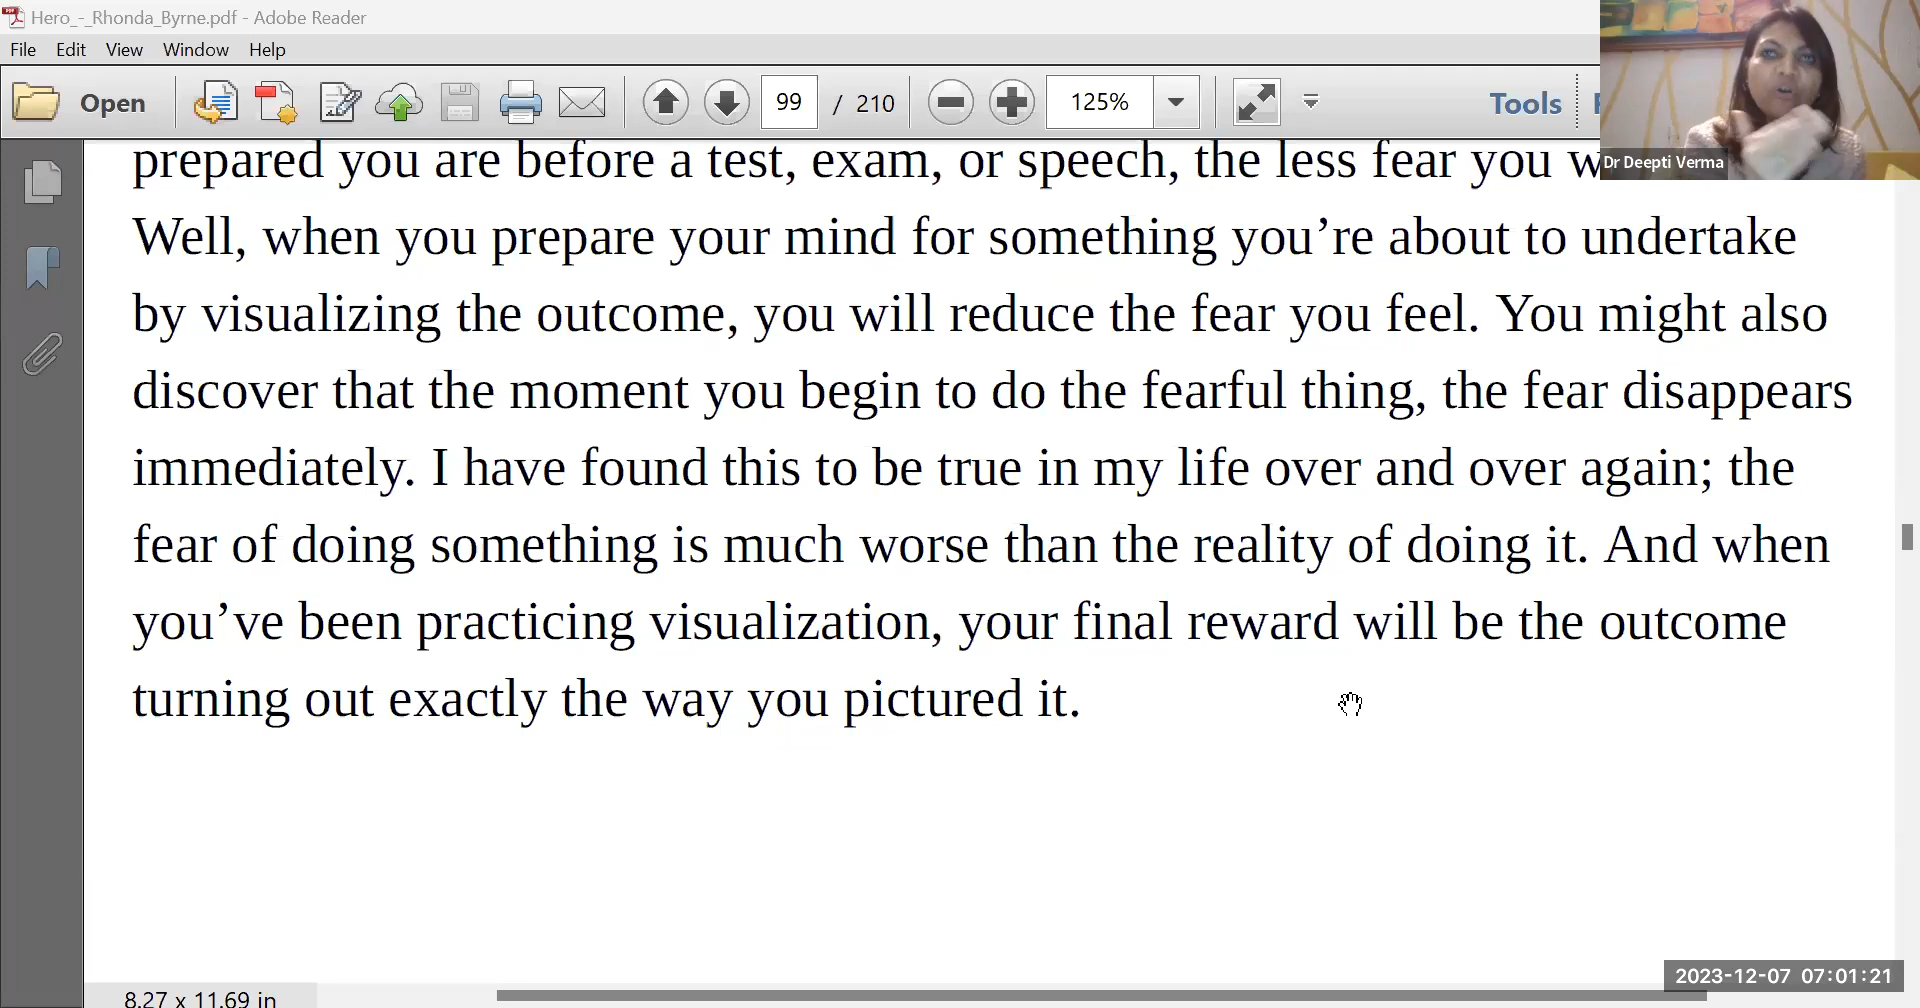 Hero_-_Rhonda_Byrne.pdf - Adobe Reader
File Edit View Window Help
Open 99 / 210 125% Tools
Dr Deepti Verma
prepared you are before a test, exam, or speech, the less fear you
Well, when you prepare your mind for something you’re about to undertake
by visualizing the outcome, you will reduce the fear you feel. You might also
discover that the moment you begin to do the fearful thing, the fear disappears
immediately. I have found this to be true in my life over and over again; the
fear of doing something is much worse than the reality of doing it. And when
you’ve been practicing visualization, your final reward will be the outcome
turning out exactly the way you pictured it.
2023-12-07 07:01:21
8.27 x 11.69 in